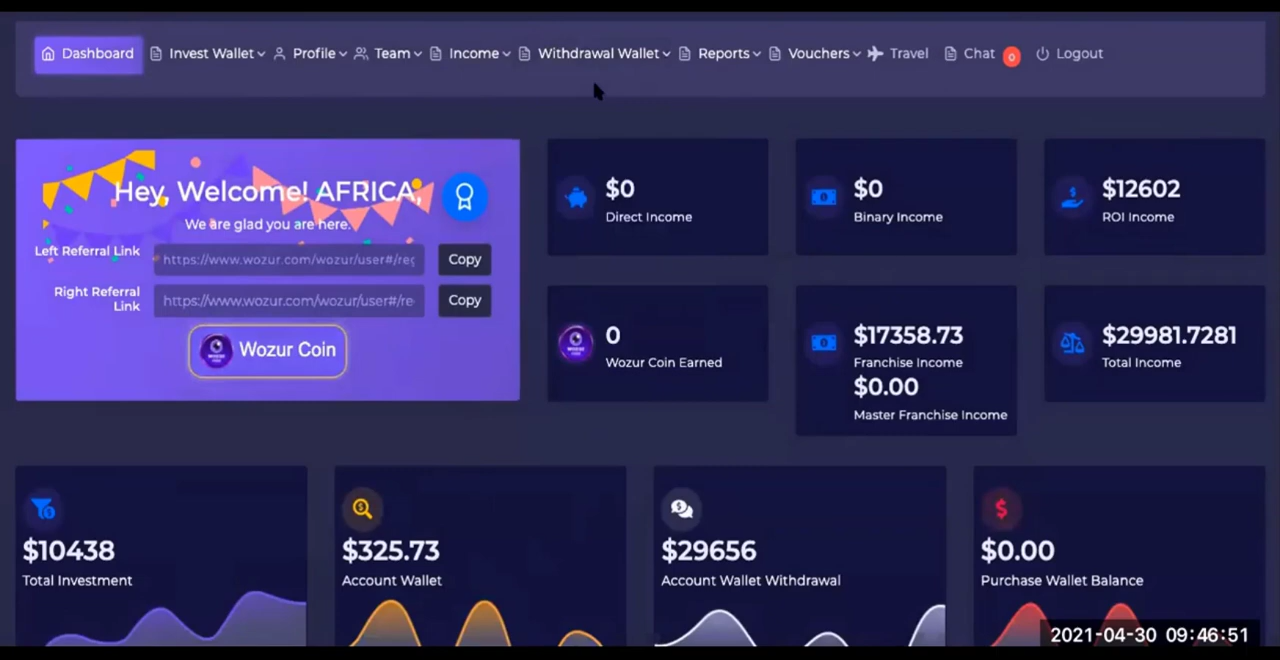 Dashboard Invest Wallet Profile Team Income Withdrawal Wallet Reports Vouchers Travel Chat 0 Logout
Hey, Welcome! AFRICA,
We are glad you are here.
Left Referral Link https://www.wozur.com/wozur/user#/reg Copy
Right Referral
Link
https://www.wozur.com/wozur/user#/re Copy
Wozur Coin
$0
Direct Income
$0
Binary Income
$12602
ROI Income
0
Wozur Coin Earned
$17358.73
Franchise Income
$0.00
Master Franchise Income
$29981.7281
Total Income
$10438
Total Investment
$325.73
Account Wallet
$29656
Account Wallet Withdrawal
$0.00
Purchase Wallet Balance
2021-04-30 09:46:51